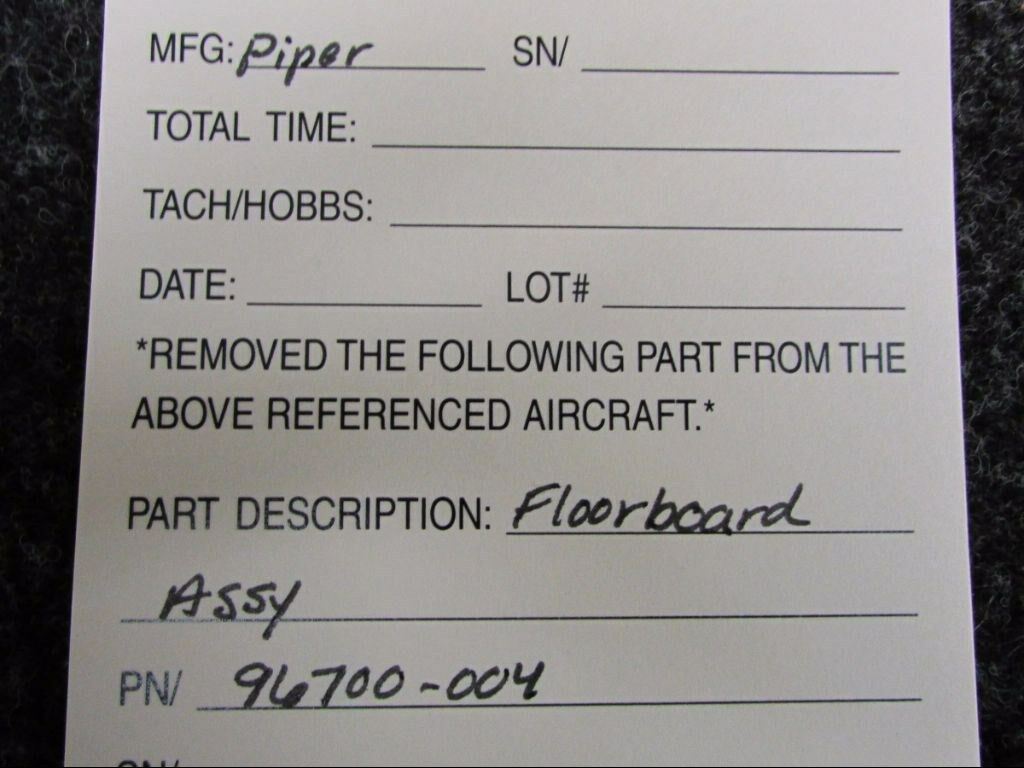 MFG: Piper SN/
TOTAL TIME:
TACH/HOBBS:
DATE: LOT#
*REMOVED THE FOLLOWING PART FROM THE
ABOVE REFERENCED AIRCRAFT.*
PART DESCRIPTION: Floorboard
Assy
PN/ 96700-004